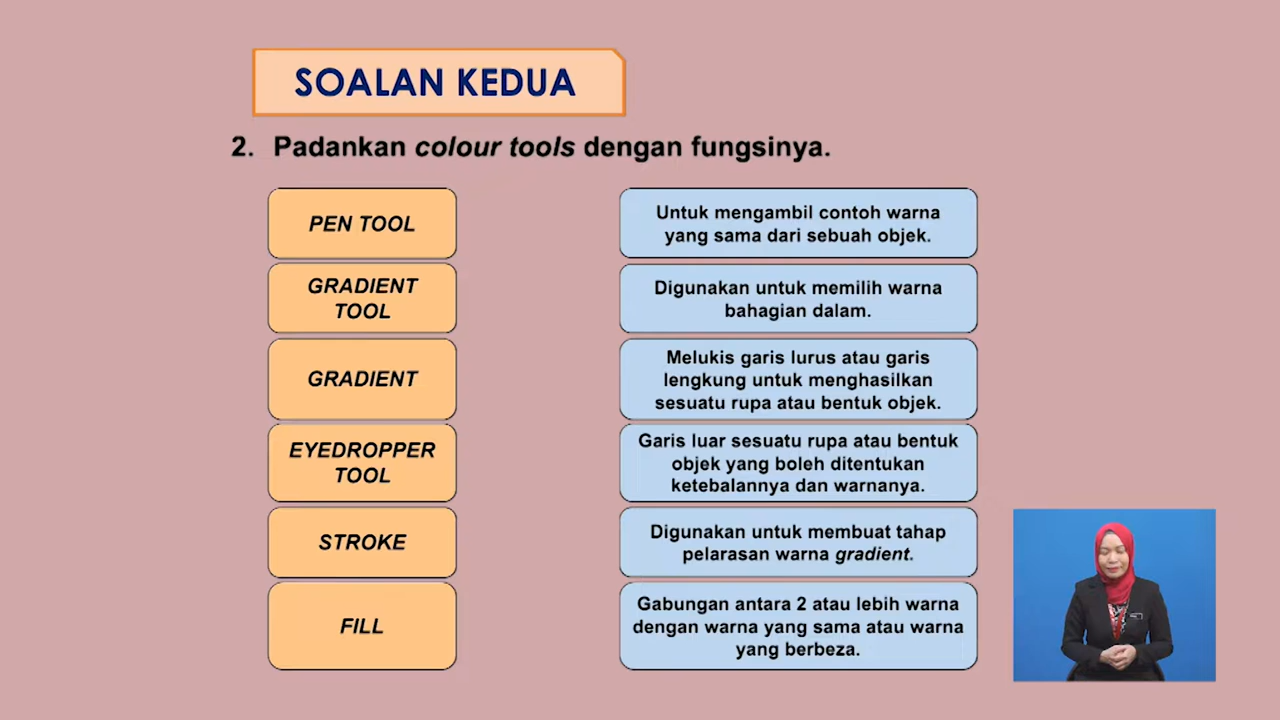 SOALAN KEDUA
2. Padankan colour tools dengan fungsinya.
PEN TOOL
Untuk mengambil contoh warna
yang sama dari sebuah objek.
GRADIENT
TOOL
Digunakan untuk memilih warna
bahagian dalam.
GRADIENT
Melukis garis lurus atau garis
lengkung untuk menghasilkan
sesuatu rupa atau bentuk objek.
EYEDROPPER
TOOL
Garis luar sesuatu rupa atau bentuk
objek yang boleh ditentukan
ketebalannya dan warnanya.
STROKE
Digunakan untuk membuat tahap
pelarasan warna gradient.
FILL
Gabungan antara 2 atau lebih warna
dengan warna yang sama atau warna
yang berbeza.